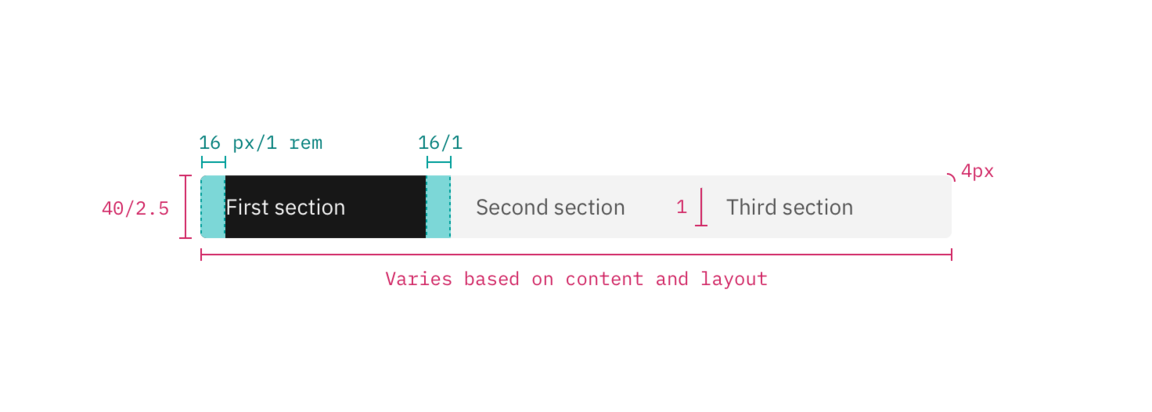 16 px/1 rem
16/1
4px
40/2.5
First section
Second section
1
Third section
Varies based on content and layout